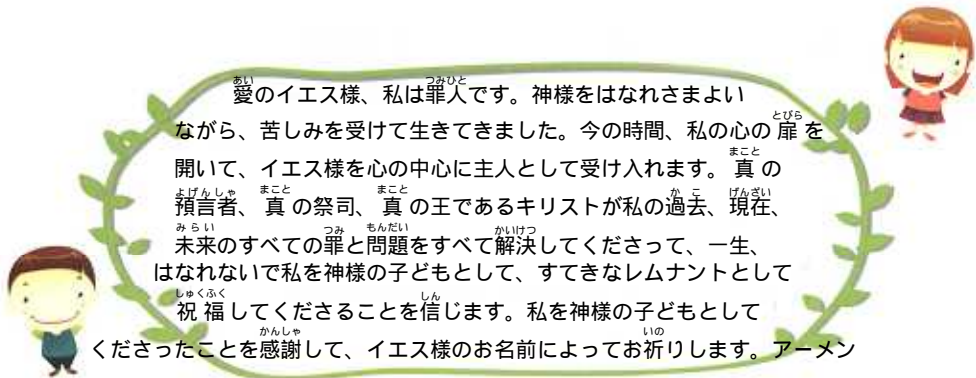 愛のイエス様、私は罪人です。神様をはなれさまよい
ながら、苦しみを受けて生きてきました。今の時間、私の心の扉を
開いて、イエス様を心の中心に主人として受け入れます。真の
預言者、真の祭司、真の王であるキリストが私の過去、現在、
未来のすべての罪と問題をすべて解決してくださって、一生、
はなれないで私を神様の子どもとして、すてきなレムナントとして
祝福してくださることを信じます。私を神様の子どもとして
くださったことを感謝して、イエス様のお名前によってお祈りします。アーメン